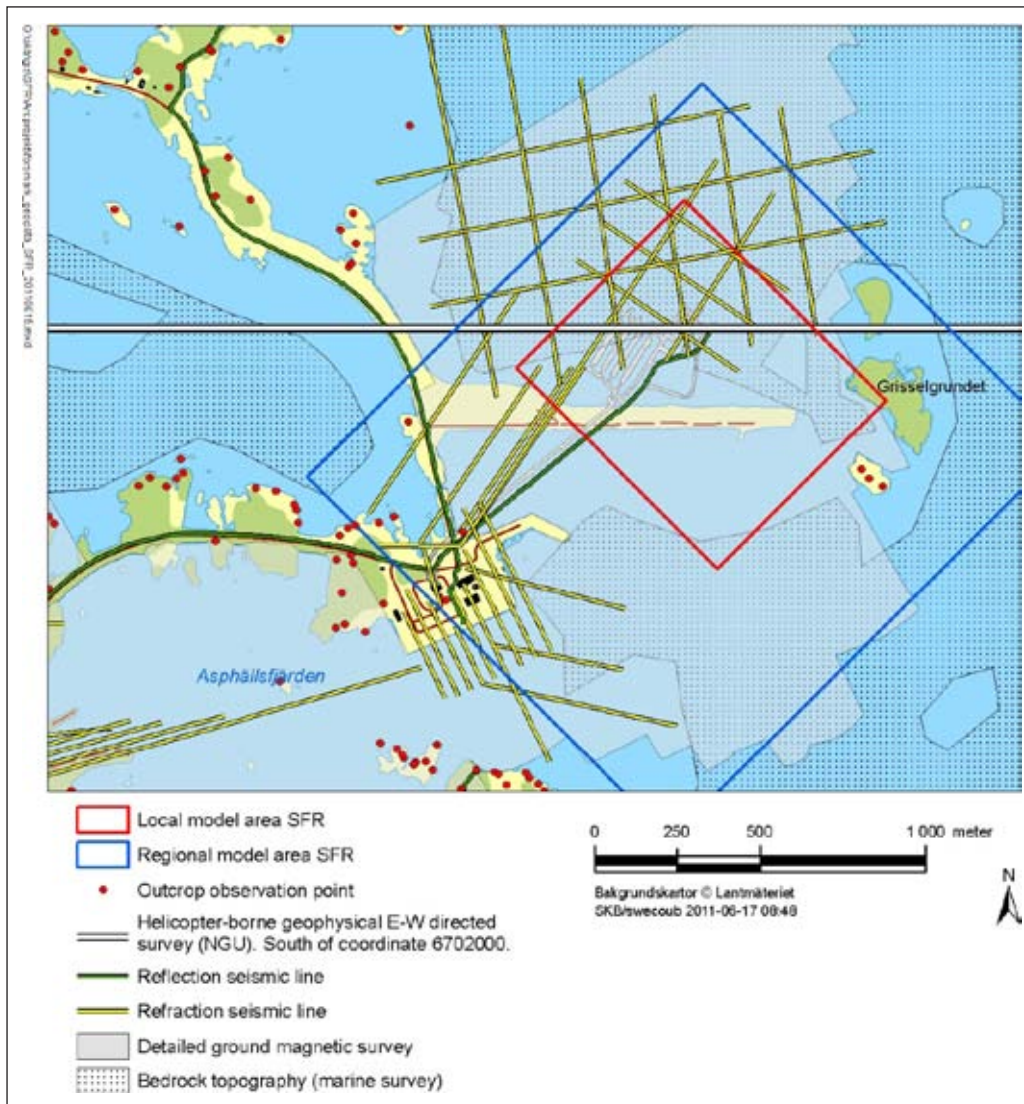 Grisselgrundet
Asphällsfjärden
Local model area SFR
Regional model area SFR
Outcrop observation point
Helicopter-borne geophysical E-W directed
survey (NGU). South of coordinate 6702000.
Reflection seismic line
Refraction seismic line
Detailed ground magnetic survey
Bedrock topography (marine survey)
0 250 500 1 000 meter
Bakgrundskartor © Lantmäteriet
SKB/swecoub 2011-06-17 08:48
N